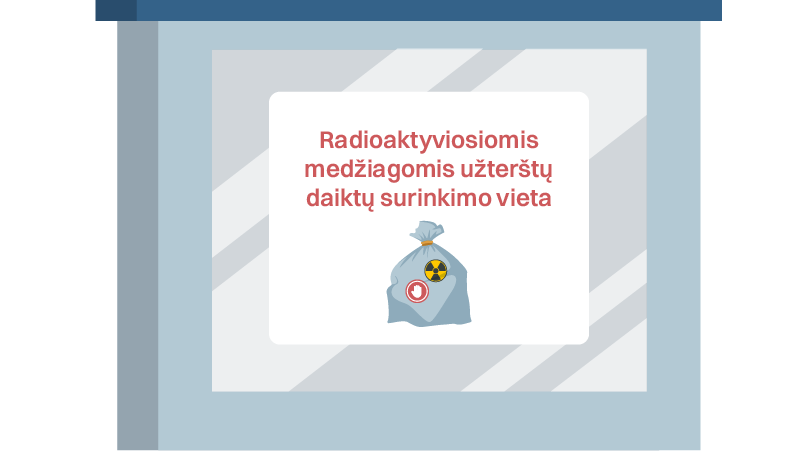 Radioaktyviosiomis
medžiagomis užterštų
daiktų surinkimo vieta